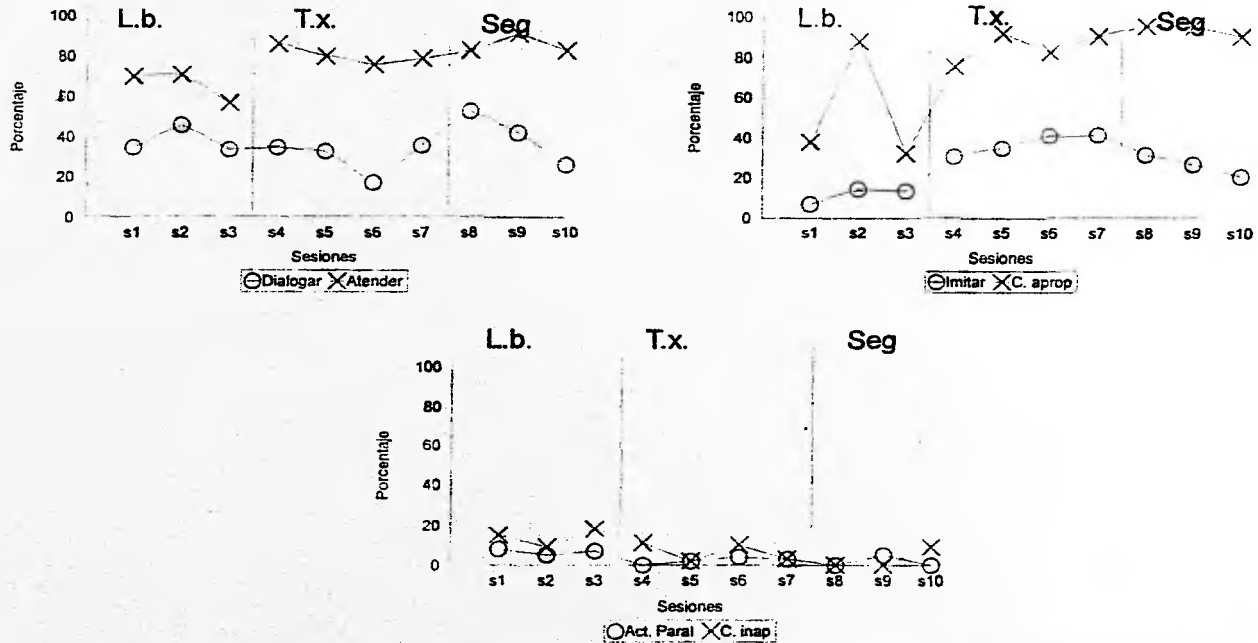 L.b. T.x. Seg
100
80
60
40
20
0
Porcentaje
s1 s2 s3 s4 s5 s6 s7 s8 s9 s10
Sesiones
Dialogar Atender
L.b. T.x. Seg
100
80
60
40
20
0
Porcentaje
s1 s2 s3 s4 s5 s6 s7 s8 s9 s10
Sesiones
Imitar C. aprop
L.b. T.x. Seg
100
80
60
40
20
0
Porcentaje
s1 s2 s3 s4 s5 s6 s7 s8 s9 s10
Sesiones
Act. Paral C. inap